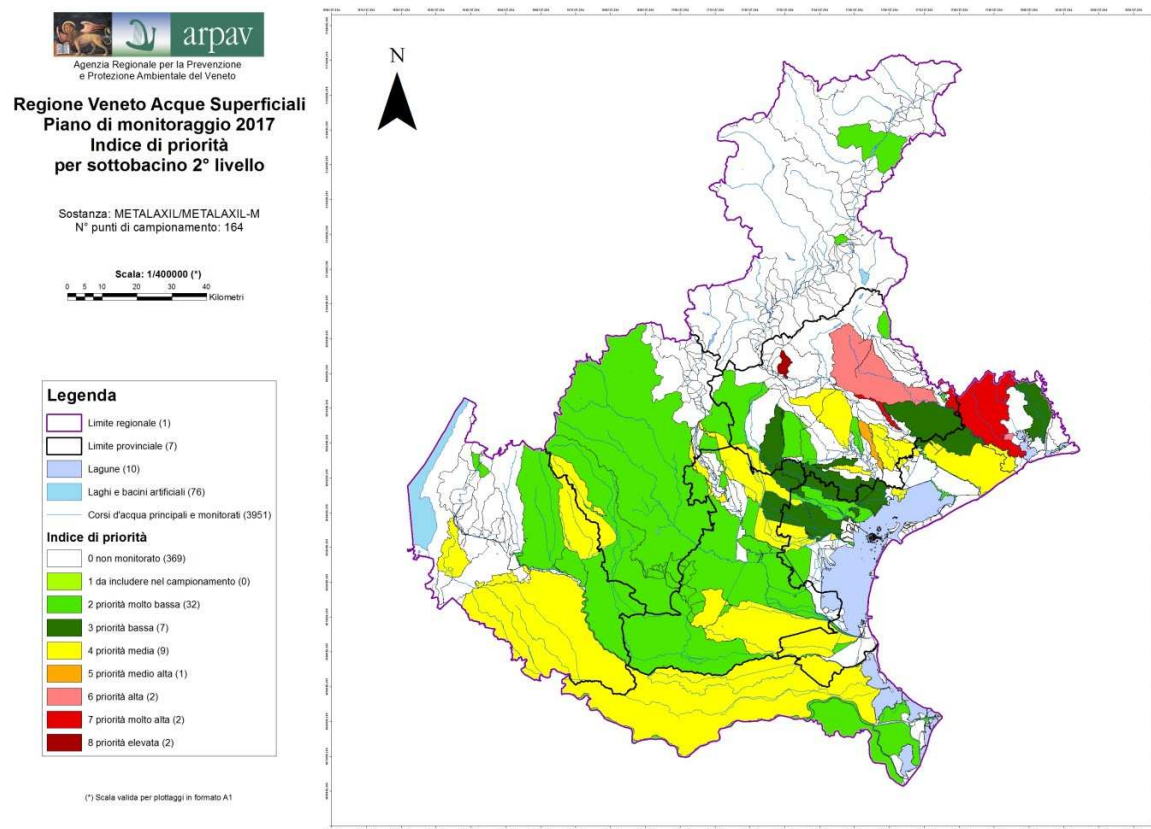 arpav
Agenzia Regionale per la Prevenzione
e Protezione Ambientale del Veneto
Regione Veneto Acque Superficiali
Piano di monitoraggio 2017
Indice di priorità
per sottobacino 2° livello
Sostanza: METALAXIL/METALAXIL-M
N° punti di campionamento: 164
Scala: 1/400000 (*)
0 5 10 20 30 40
Kilometri
N
Legenda
Limite regionale (1)
Limite provinciale (7)
Lagune (10)
Laghi e bacini artificiali (76)
Corsi d'acqua principali e monitorati (3951)
Indice di priorità
0 non monitorato (369)
1 da includere nel campionamento (0)
2 priorità molto bassa (32)
3 priorità bassa (7)
4 priorità media (9)
5 priorità medio alta (1)
6 priorità alta (2)
7 priorità molto alta (2)
8 priorità elevata (2)
(*) Scala valida per plottaggi in formato A1